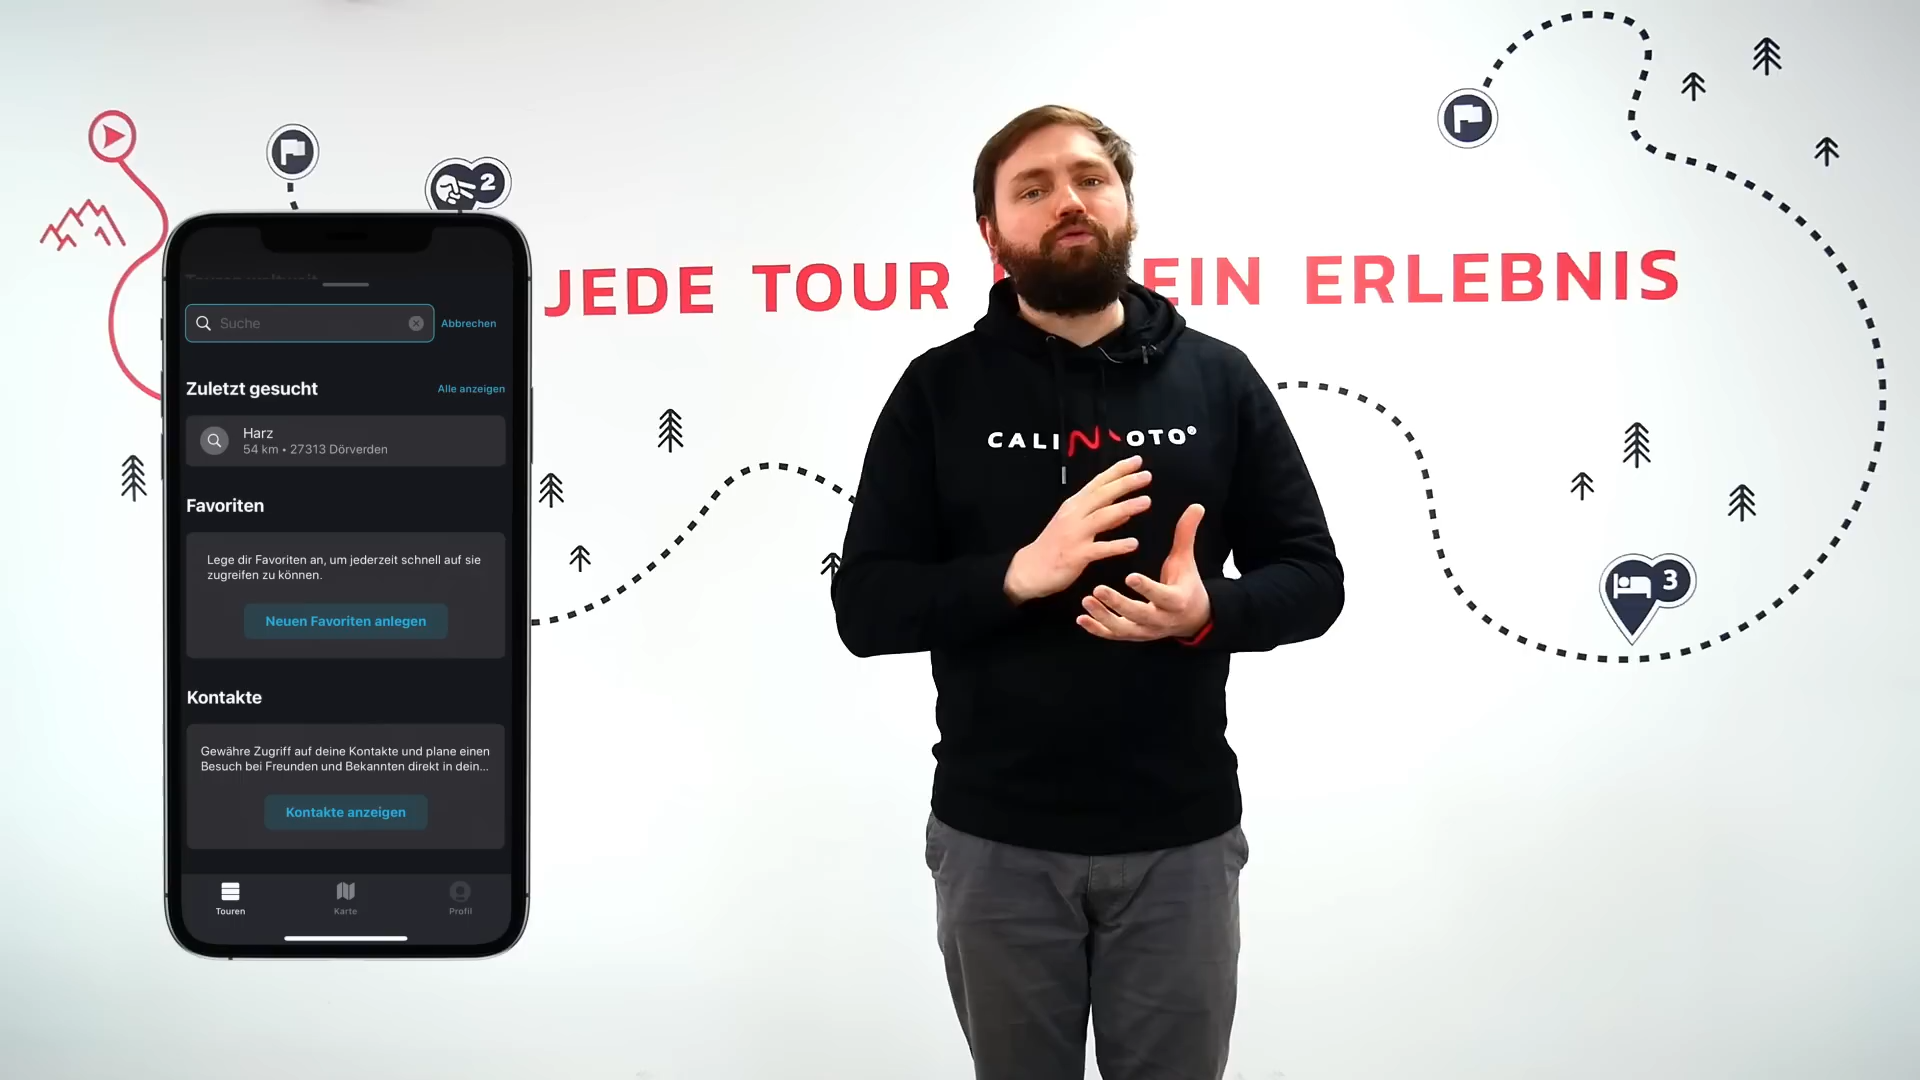 2
JEDE TOUR EIN ERLEBNIS
Suche
Abbrechen
Zuletzt gesucht
Alle anzeigen
Harz
54 km • 27313 Dörverden
Favoriten
Lege dir Favoriten an, um jederzeit schnell auf sie
zugreifen zu können.
Neuen Favoriten anlegen
Kontakte
Gewähre Zugriff auf deine Kontakte und plane einen
Besuch bei Freunden und Bekannten direkt in dein...
Kontakte anzeigen
Touren
Karte
Profil
CALIMOTO®
3